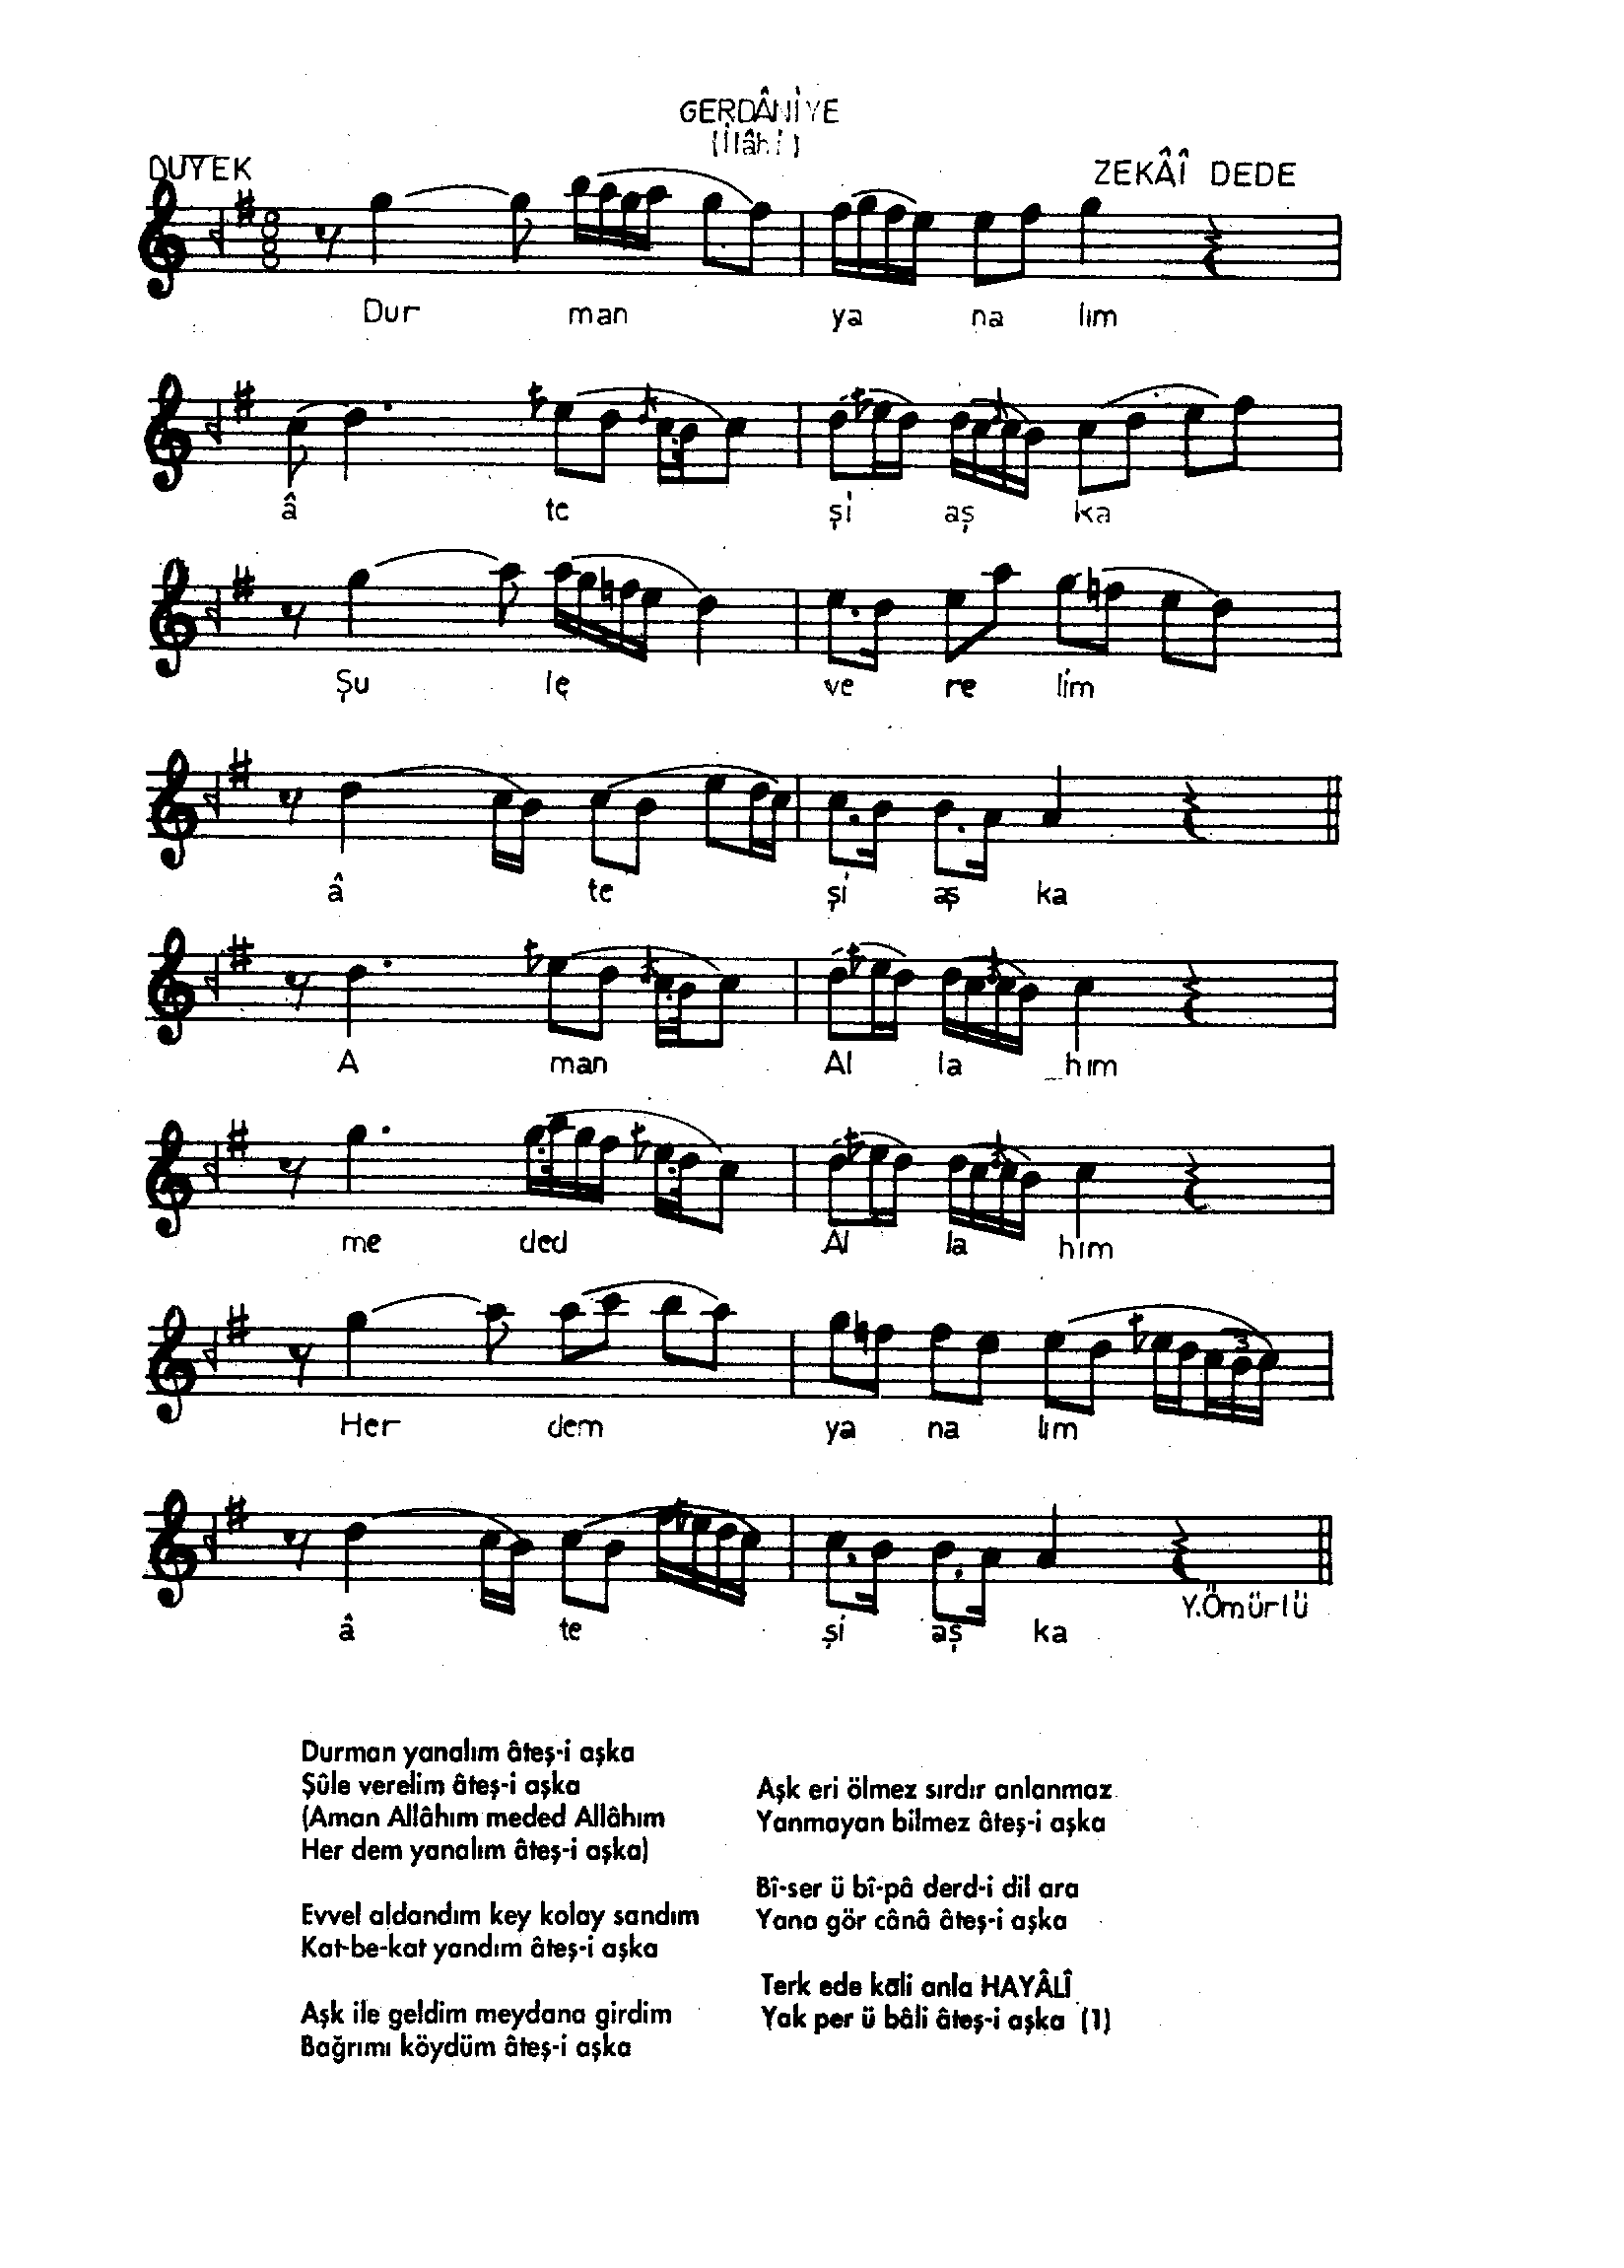 GERDÂNİYE
(İlâhi)
DUYEK
ZEKÂÎ DEDE
8
8
Dur man ya na lım
â te şi aş ka
Şu le ve re lim
â te şi aş ka
A man Al la hım
me ded Al la hım
3
Her dem ya na lım
Y.Ömürlü
â te şi aş ka
Durman yanalım âteş-i aşka
Şûle verelim âteş-i aşka
(Aman Allâhım meded Allâhım
Her dem yanalım âteş-i aşka)
Evvel aldandım key kolay sandım
Kat-be-kat yandım âteş-i aşka
Aşk ile geldim meydana girdim
Bağrımı köydüm âteş-i aşka
Aşk eri ölmez sırdır anlanmaz
Yanmayan bilmez âteş-i aşka
Bî-ser ü bî-pâ derd-i dil ara
Yana gör cânâ âteş-i aşka
Terk ede kāli anla HAYÂLÎ
Yak per ü bâli âteş-i aşka (1)